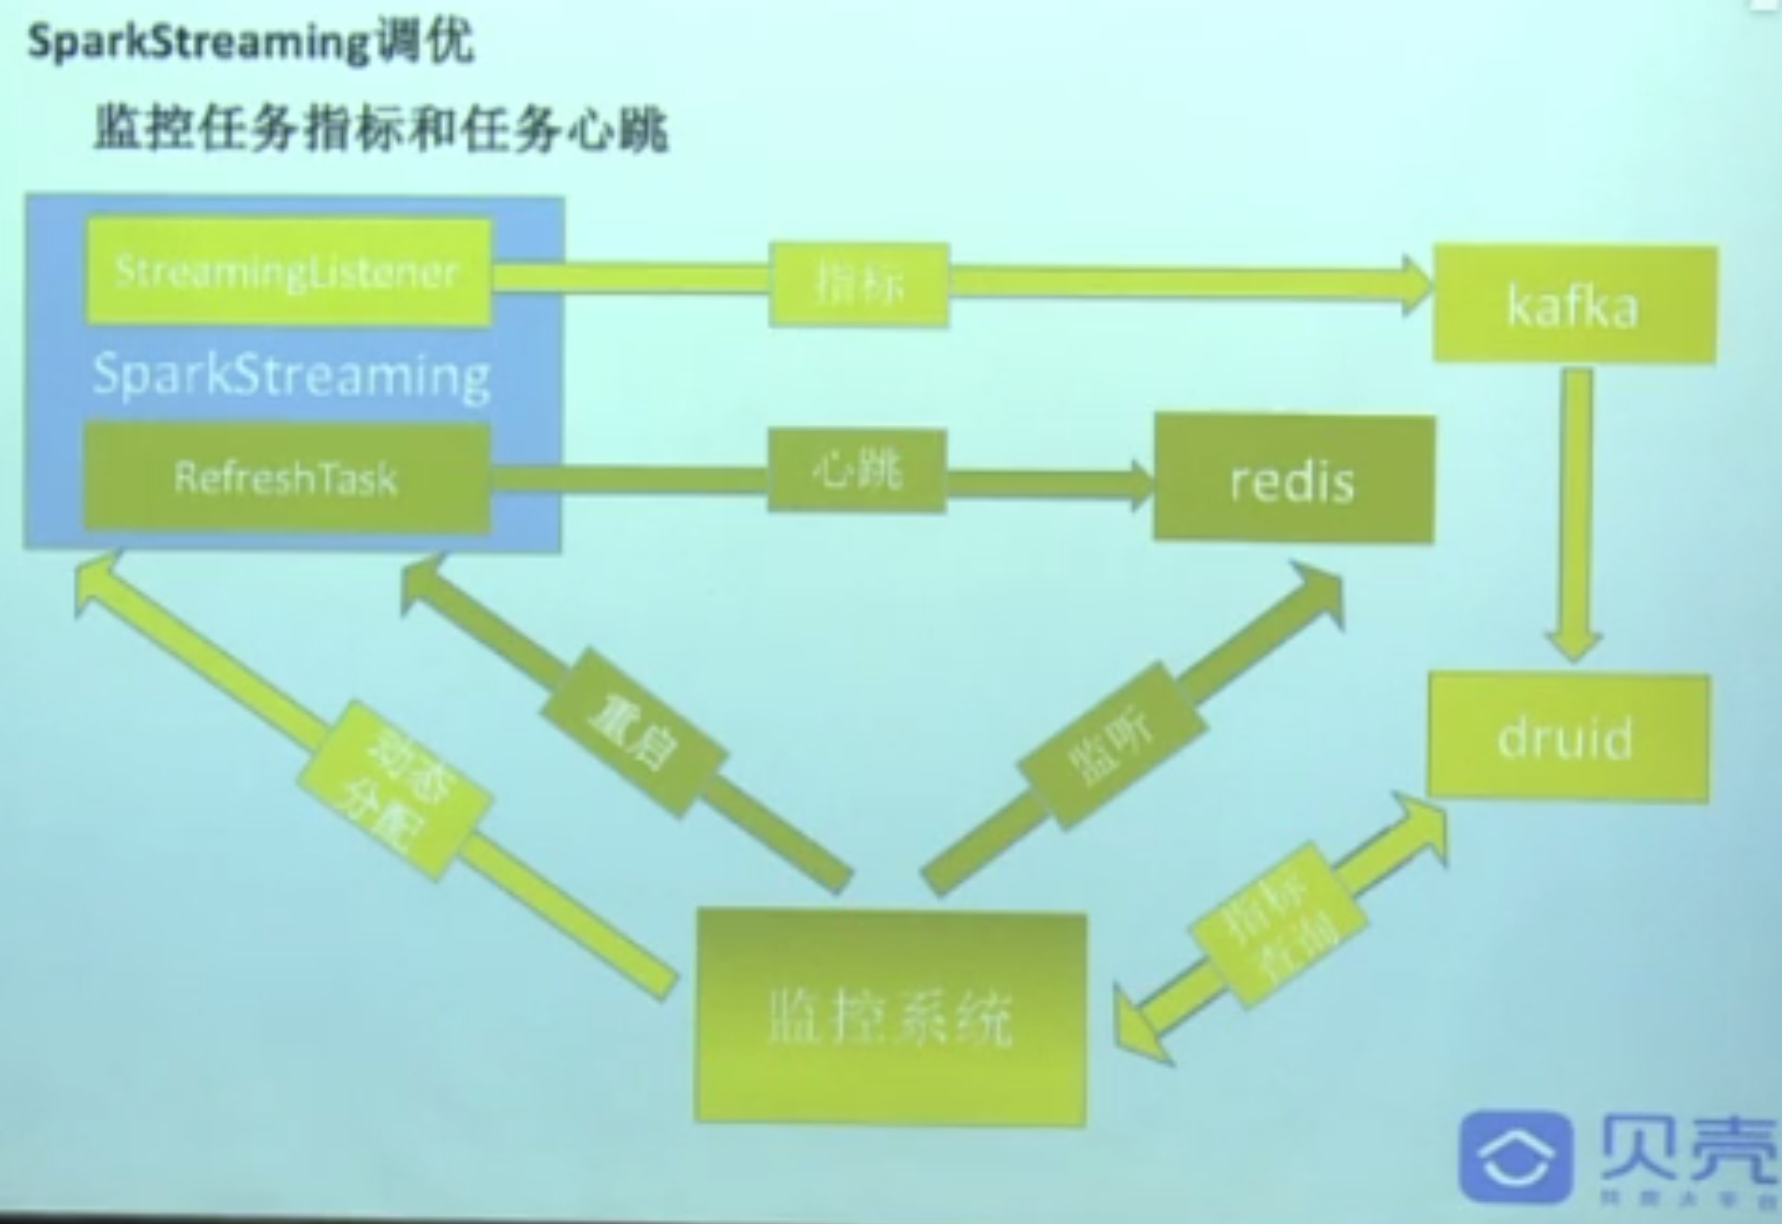 SparkStreaming调优
监控任务指标和任务心跳
StreamingListener
指标
kafka
SparkStreaming
RefreshTask
心跳
redis
重启
监听
动态
分配
druid
指标
查询
监控系统
贝壳